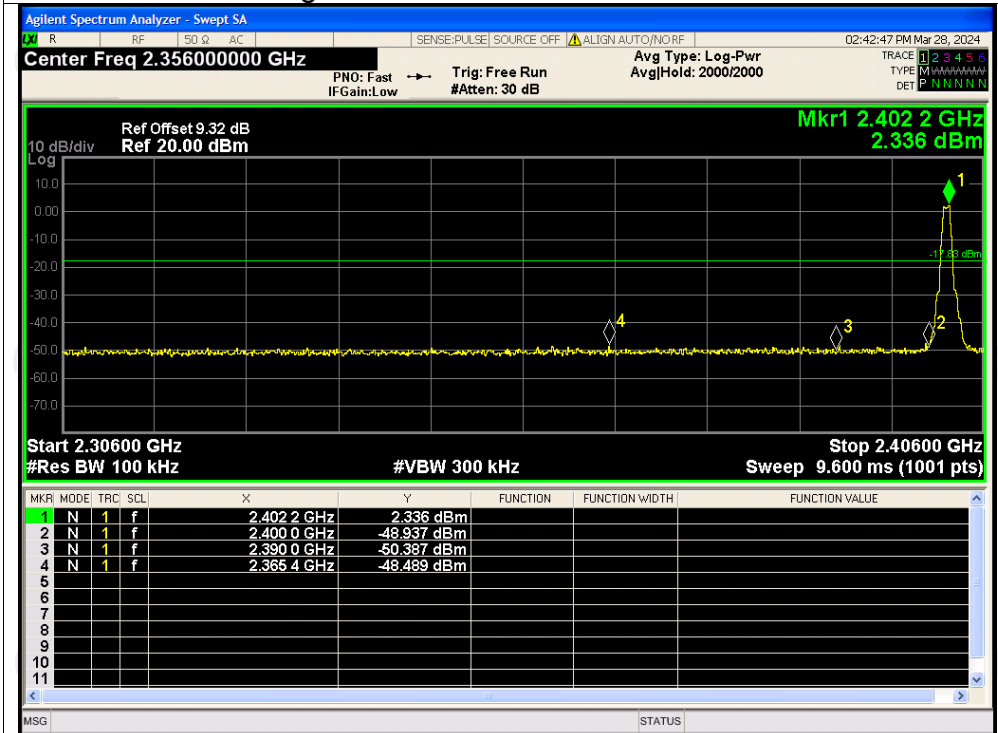 Agilent Spectrum Analyzer - Swept SA
LXI R RF 50 Ω AC SENSE:PULSE SOURCE OFF ALIGN AUTO/NO RF 02:42:47 PM Mar 28, 2024
Center Freq 2.356000000 GHz Avg Type: Log-Pwr TRACE 1 2 3 4 5 6
PNO: Fast Trig: Free Run Avg|Hold: 2000/2000 TYPE M W W W W W
IFGain:Low #Atten: 30 dB DET P N N N N N
Mkr1 2.402 2 GHz
Ref Offset 9.32 dB
10 dB/div Ref 20.00 dBm 2.336 dBm
Log
10.0
0.00
-10.0
-20.0
-30.0
-40.0
-50.0
-60.0
-70.0
1
-17.63 dBm
4
3
2
Start 2.30600 GHz Stop 2.40600 GHz
#Res BW 100 kHz #VBW 300 kHz Sweep 9.600 ms (1001 pts)
MKR MODE TRC SCL X Y FUNCTION FUNCTION WIDTH FUNCTION VALUE
1 N 1 f 2.402 2 GHz 2.336 dBm
2 N 1 f 2.400 0 GHz -48.937 dBm
3 N 1 f 2.390 0 GHz -50.387 dBm
4 N 1 f 2.365 4 GHz -48.489 dBm
5
6
7
8
9
10
11
MSG STATUS